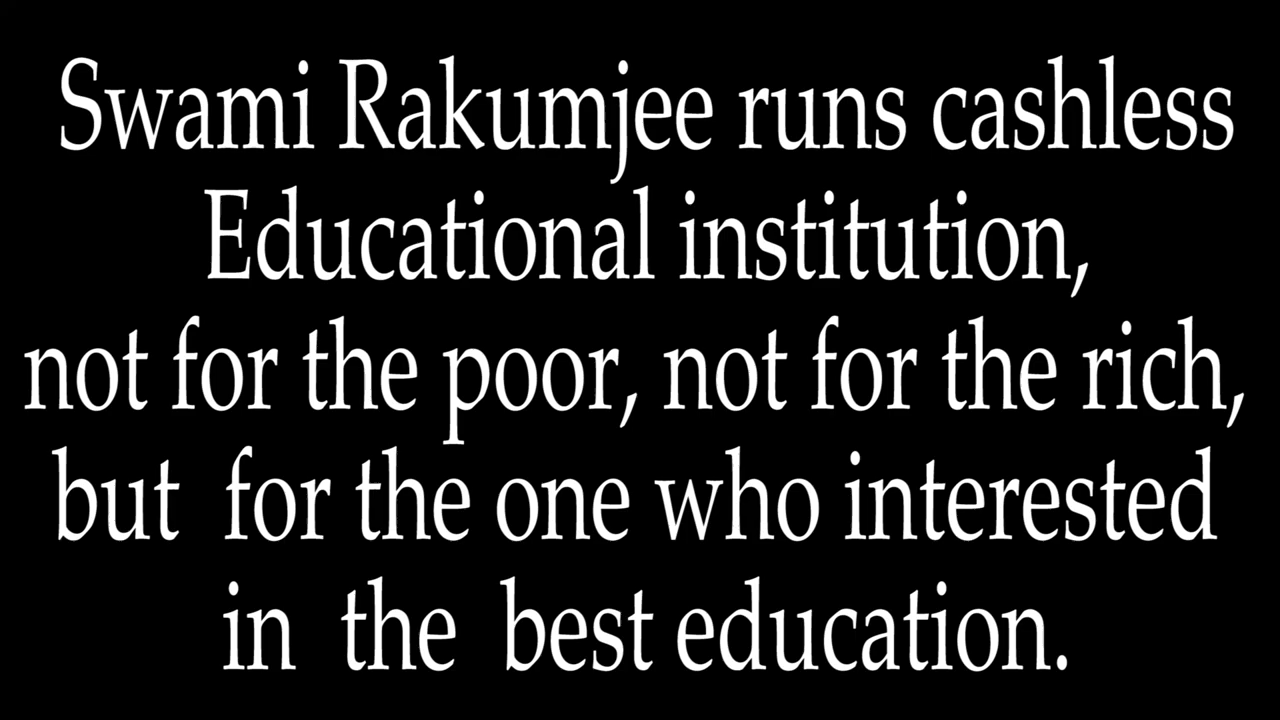 Swami Rakumjee runs cashless
Educational institution,
not for the poor, not for the rich,
but for the one who interested
in the best education.